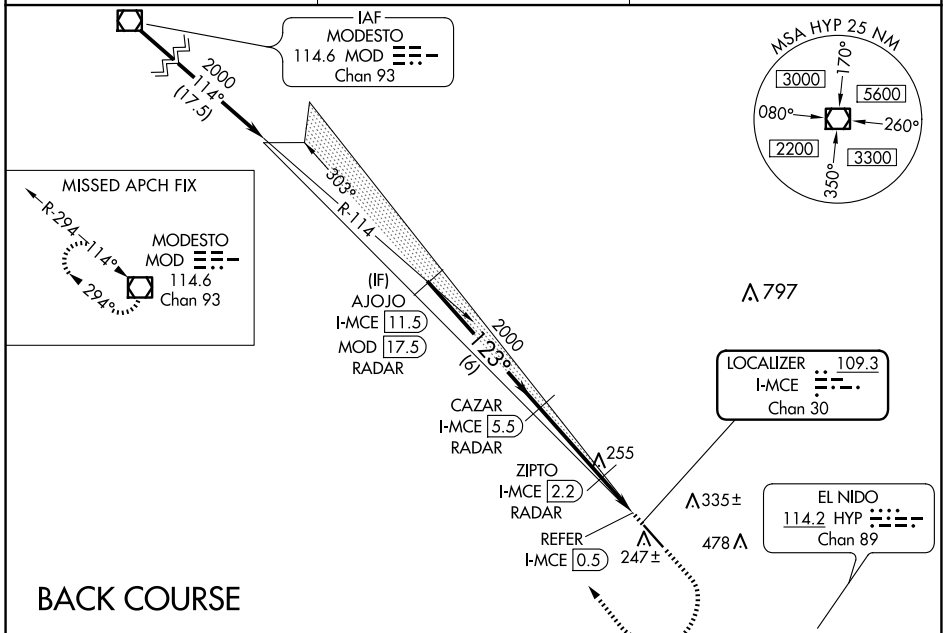 IAF
MODESTO
114.6 MOD
Chan 93
2000
114°
(17.5)
MSA HYP 25 NM
3000
170°
5600
080°
260°
2200
3300
350°
MISSED APCH FIX
R-294
114°
MODESTO
MOD
114.6
Chan 93
294°
303°
R-114
(IF)
AJOJO
I-MCE 11.5
MOD 17.5
RADAR
2000
123°
(6)
797
LOCALIZER 109.3
I-MCE
Chan 30
CAZAR
I-MCE 5.5
RADAR
255
ZIPTO
I-MCE 2.2
RADAR
335±
EL NIDO
114.2 HYP
Chan 89
REFER
I-MCE 0.5
247±
478
BACK COURSE